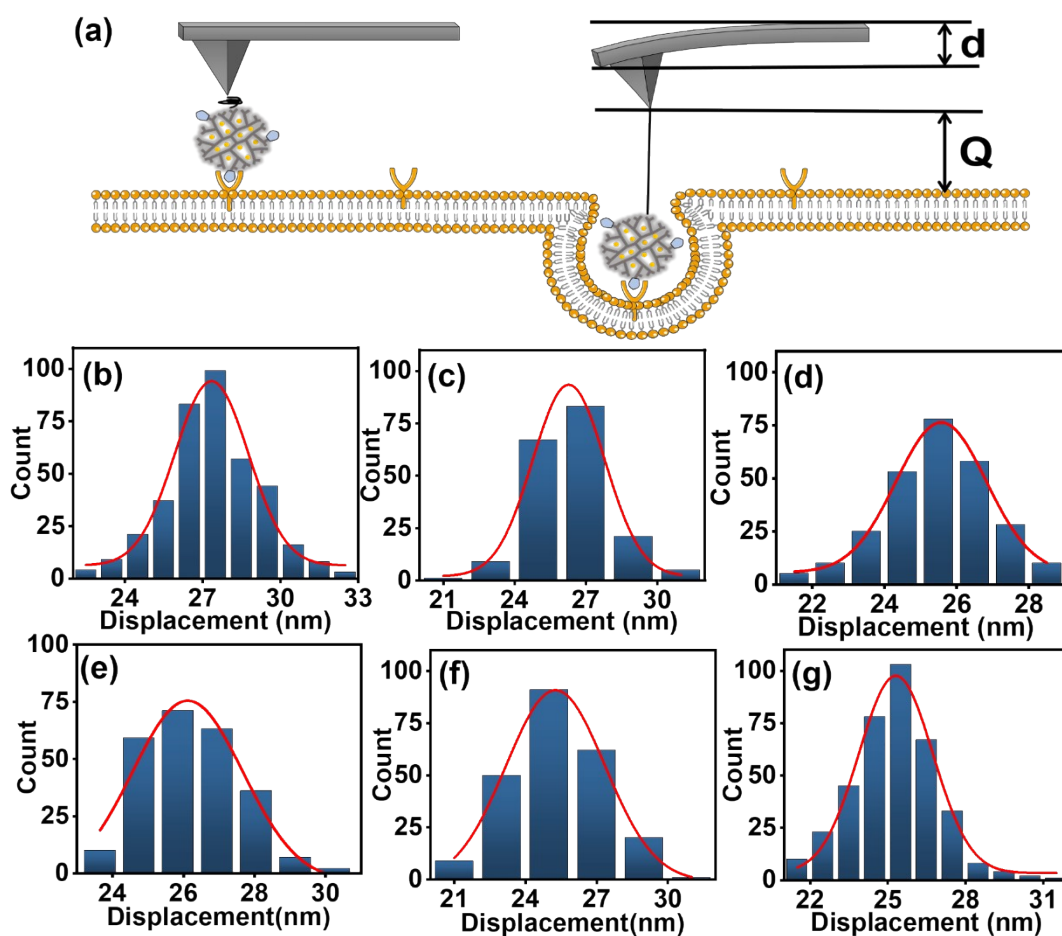 (a)
d
Q
(b)
100
75
50
25
0
Count
24 27 30 33
Displacement (nm)
(c)
100
75
50
25
0
Count
21 24 27 30
Displacement (nm)
(d)
100
75
50
25
0
Count
22 24 26 28
Displacement (nm)
(e)
100
75
50
25
0
Count
24 26 28 30
Displacement(nm)
(f)
100
75
50
25
0
Count
21 24 27 30
Displacement(nm)
(g)
100
75
50
25
0
Count
22 25 28 31
Displacement (nm)